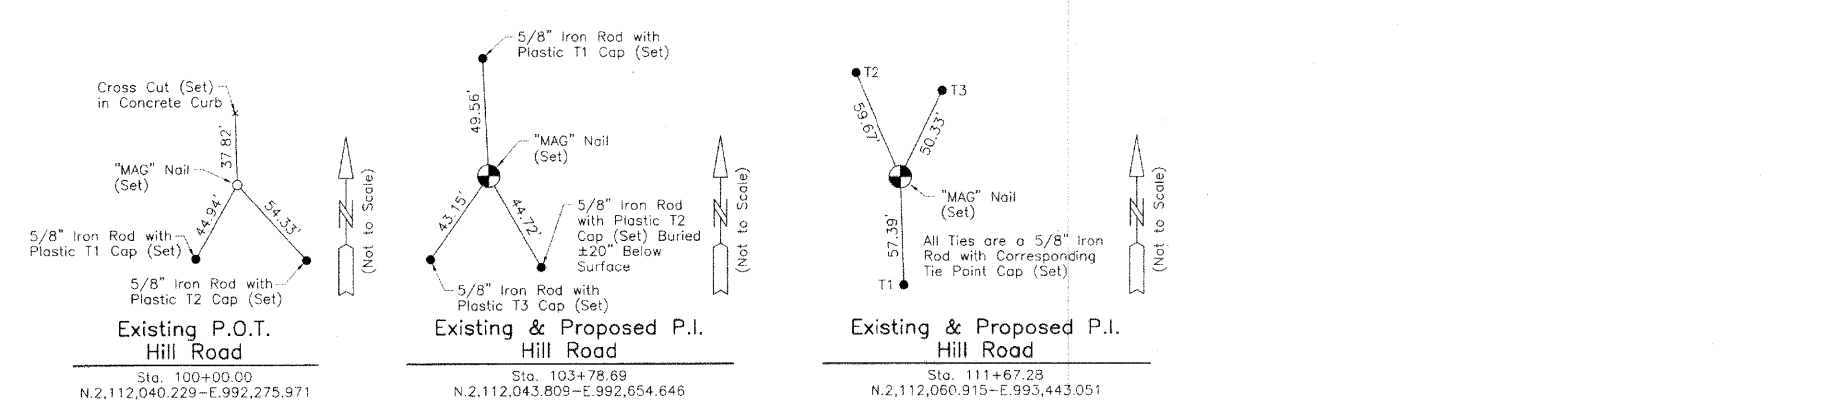 Cross Cut (Set)
in Concrete Curb
37.82'
"MAG" Nail
(Set)
44.94'
54.33'
5/8" Iron Rod with
Plastic T1 Cap (Set)
5/8" Iron Rod with
Plastic T2 Cap (Set)
N
(Not to Scale)
Existing P.O.T.
Hill Road
Sta. 100+00.00
N.2,112,040.229-E.992,275.971
5/8" Iron Rod with
Plastic T1 Cap (Set)
49.56'
"MAG" Nail
(Set)
43.15'
44.72'
5/8" Iron Rod
with Plastic T2
Cap (Set) Buried
±20" Below
Surface
5/8" Iron Rod with
Plastic T3 Cap (Set)
N
(Not to Scale)
Existing & Proposed P.I.
Hill Road
Sta. 103+78.69
N.2,112,043.809-E.992,654.646
T2
T3
59.67'
50.33'
"MAG" Nail
(Set)
57.39'
All Ties are a 5/8" Iron
Rod with Corresponding
Tie Point Cap (Set)
T1
N
(Not to Scale)
Existing & Proposed P.I.
Hill Road
Sta. 111+67.28
N.2,112,060.915-E.993,443.051